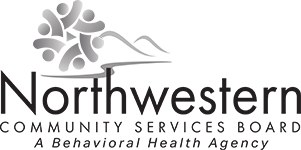 Northwestern
COMMUNITY SERVICES BOARD
A Behavioral Health Agency